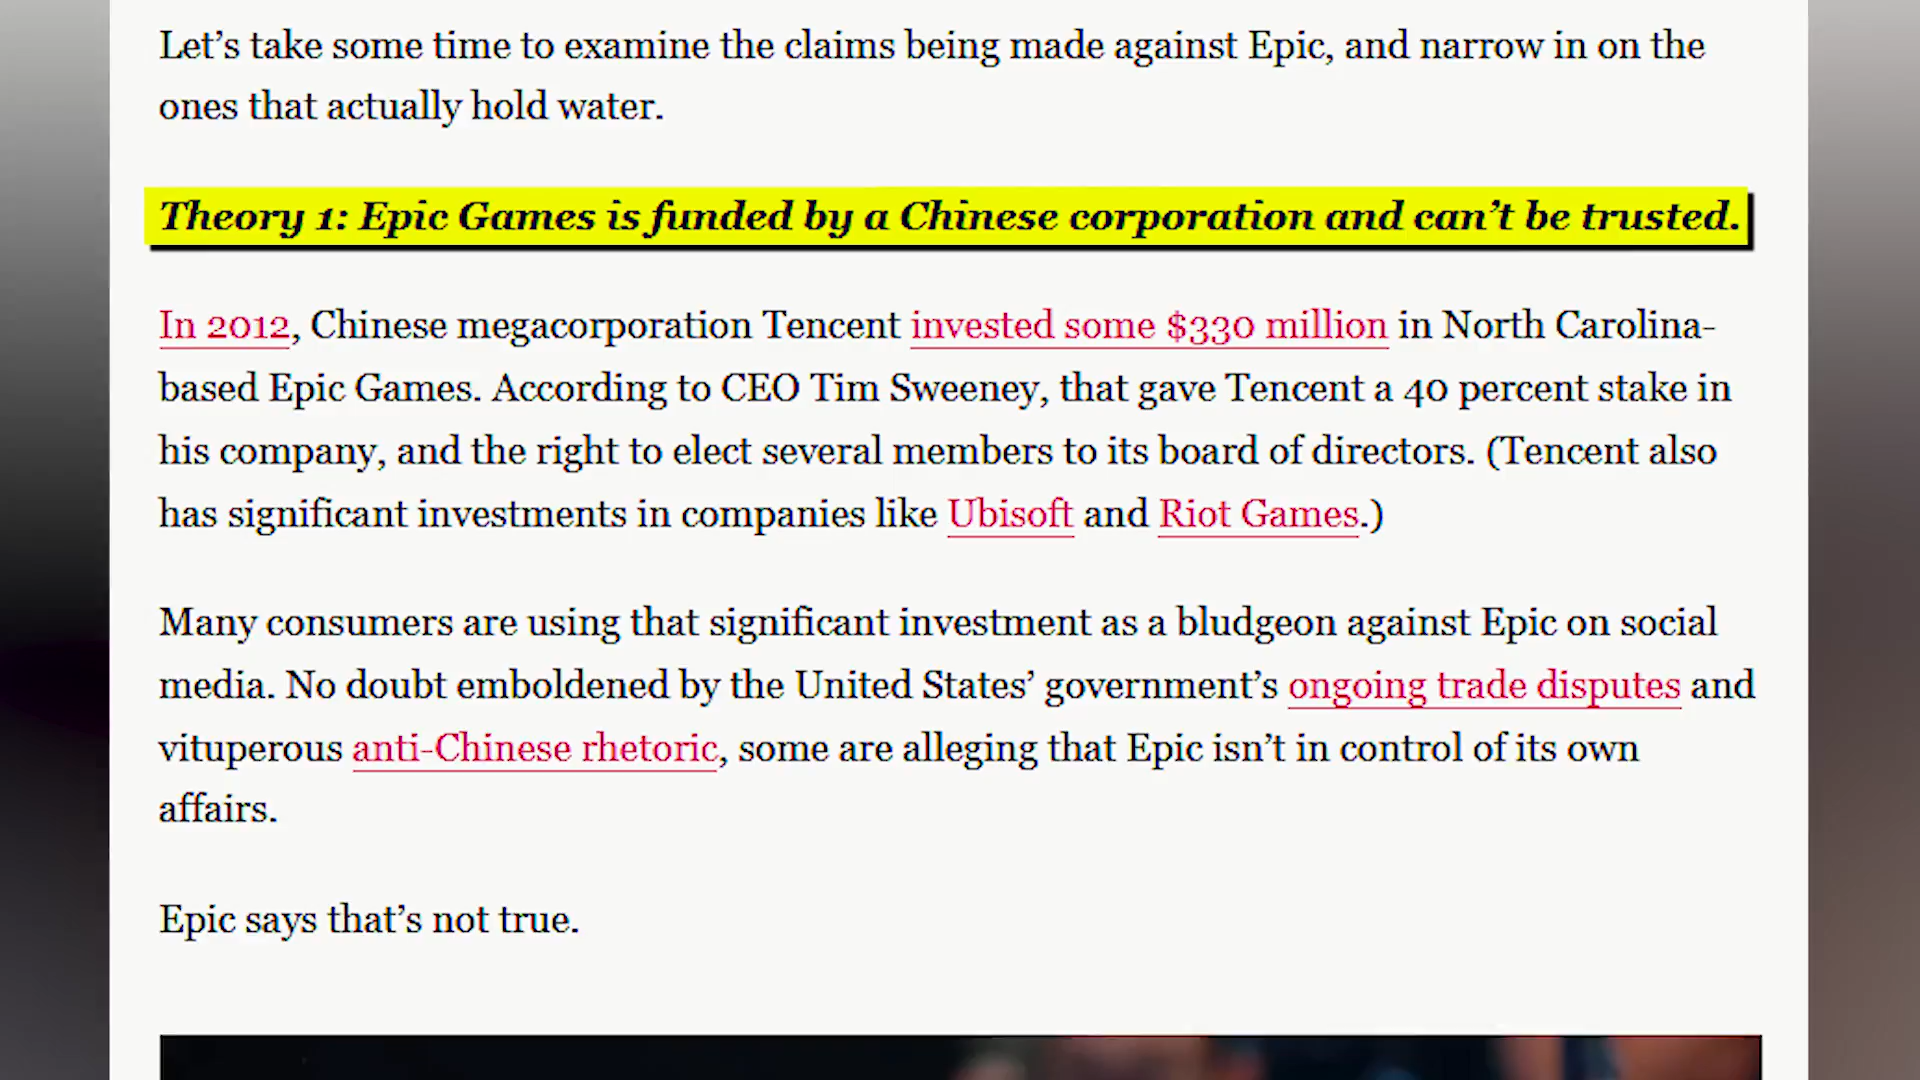 Let’s take some time to examine the claims being made against Epic, and narrow in on the
ones that actually hold water.
Theory 1: Epic Games is funded by a Chinese corporation and can’t be trusted.
In 2012, Chinese megacorporation Tencent invested some $330 million in North Carolina-
based Epic Games. According to CEO Tim Sweeney, that gave Tencent a 40 percent stake in
his company, and the right to elect several members to its board of directors. (Tencent also
has significant investments in companies like Ubisoft and Riot Games.)
Many consumers are using that significant investment as a bludgeon against Epic on social
media. No doubt emboldened by the United States’ government’s ongoing trade disputes and
vituperous anti-Chinese rhetoric, some are alleging that Epic isn’t in control of its own
affairs.
Epic says that’s not true.